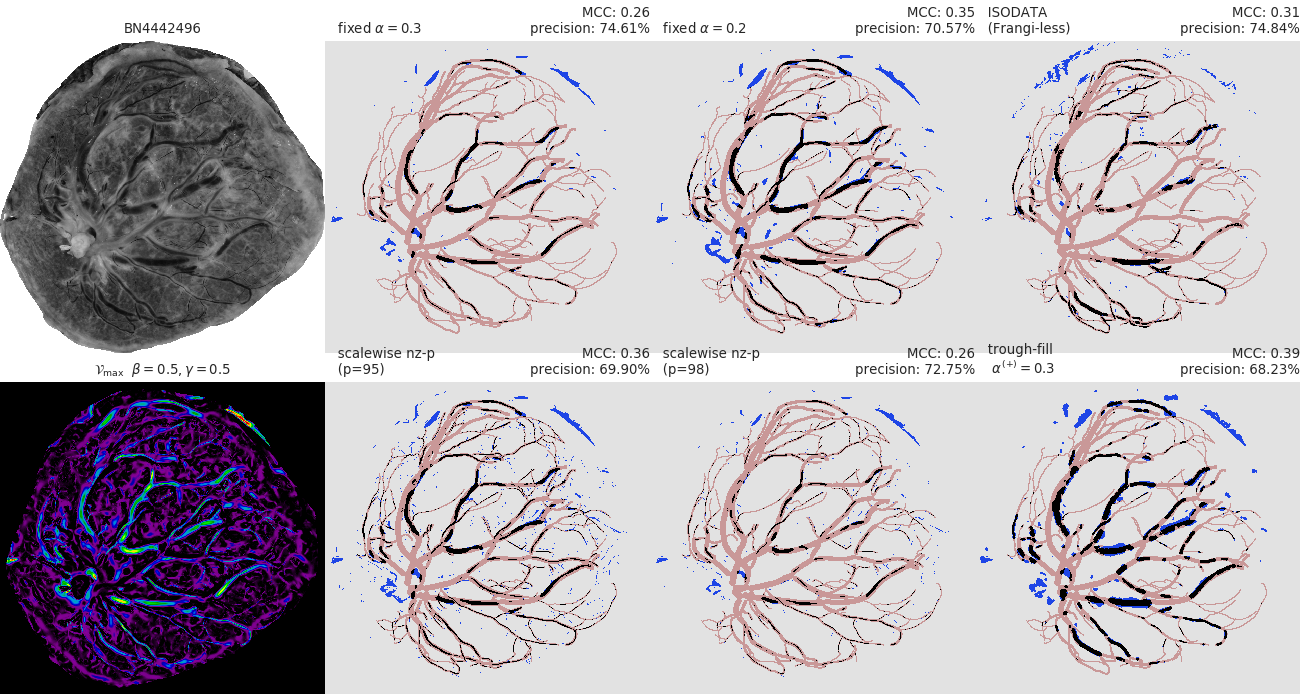 BN4442496
fixed α = 0.3
MCC: 0.26
precision: 74.61%
fixed α = 0.2
MCC: 0.35
precision: 70.57%
ISODATA
(Frangi-less)
MCC: 0.31
precision: 74.84%
𝒱max β = 0.5, γ = 0.5
scalewise nz-p
(p=95)
MCC: 0.36
precision: 69.90%
scalewise nz-p
(p=98)
MCC: 0.26
precision: 72.75%
trough-fill
α(+) = 0.3
MCC: 0.39
precision: 68.23%